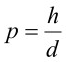 p = h/d